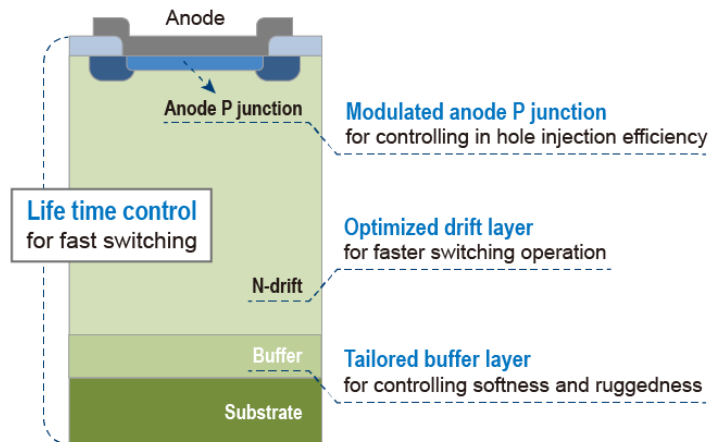 Anode
Anode P junction
Modulated anode P junction
for controlling in hole injection efficiency
Life time control
for fast switching
Optimized drift layer
for faster switching operation
N-drift
Buffer
Tailored buffer layer
for controlling softness and ruggedness
Substrate